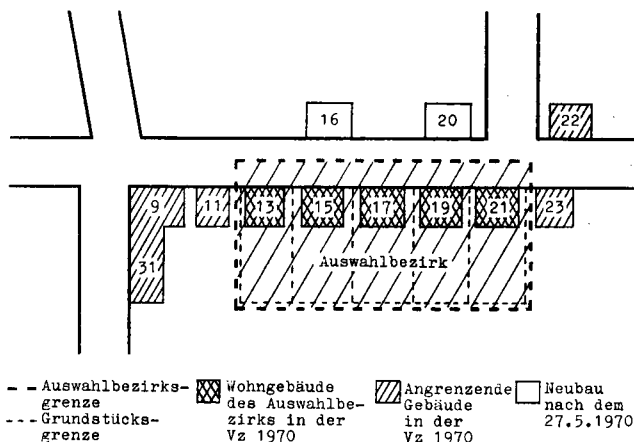 16
20
22
9
11
13
15
17
19
21
23
31
Auswahlbezirk
Auswahlbezirks-
grenze
Grundstücks-
grenze
Wohngebäude
des Auswahlbe-
zirks in der
Vz 1970
Angrenzende
Gebäude
in der
Vz 1970
Neubau
nach dem
27.5.1970